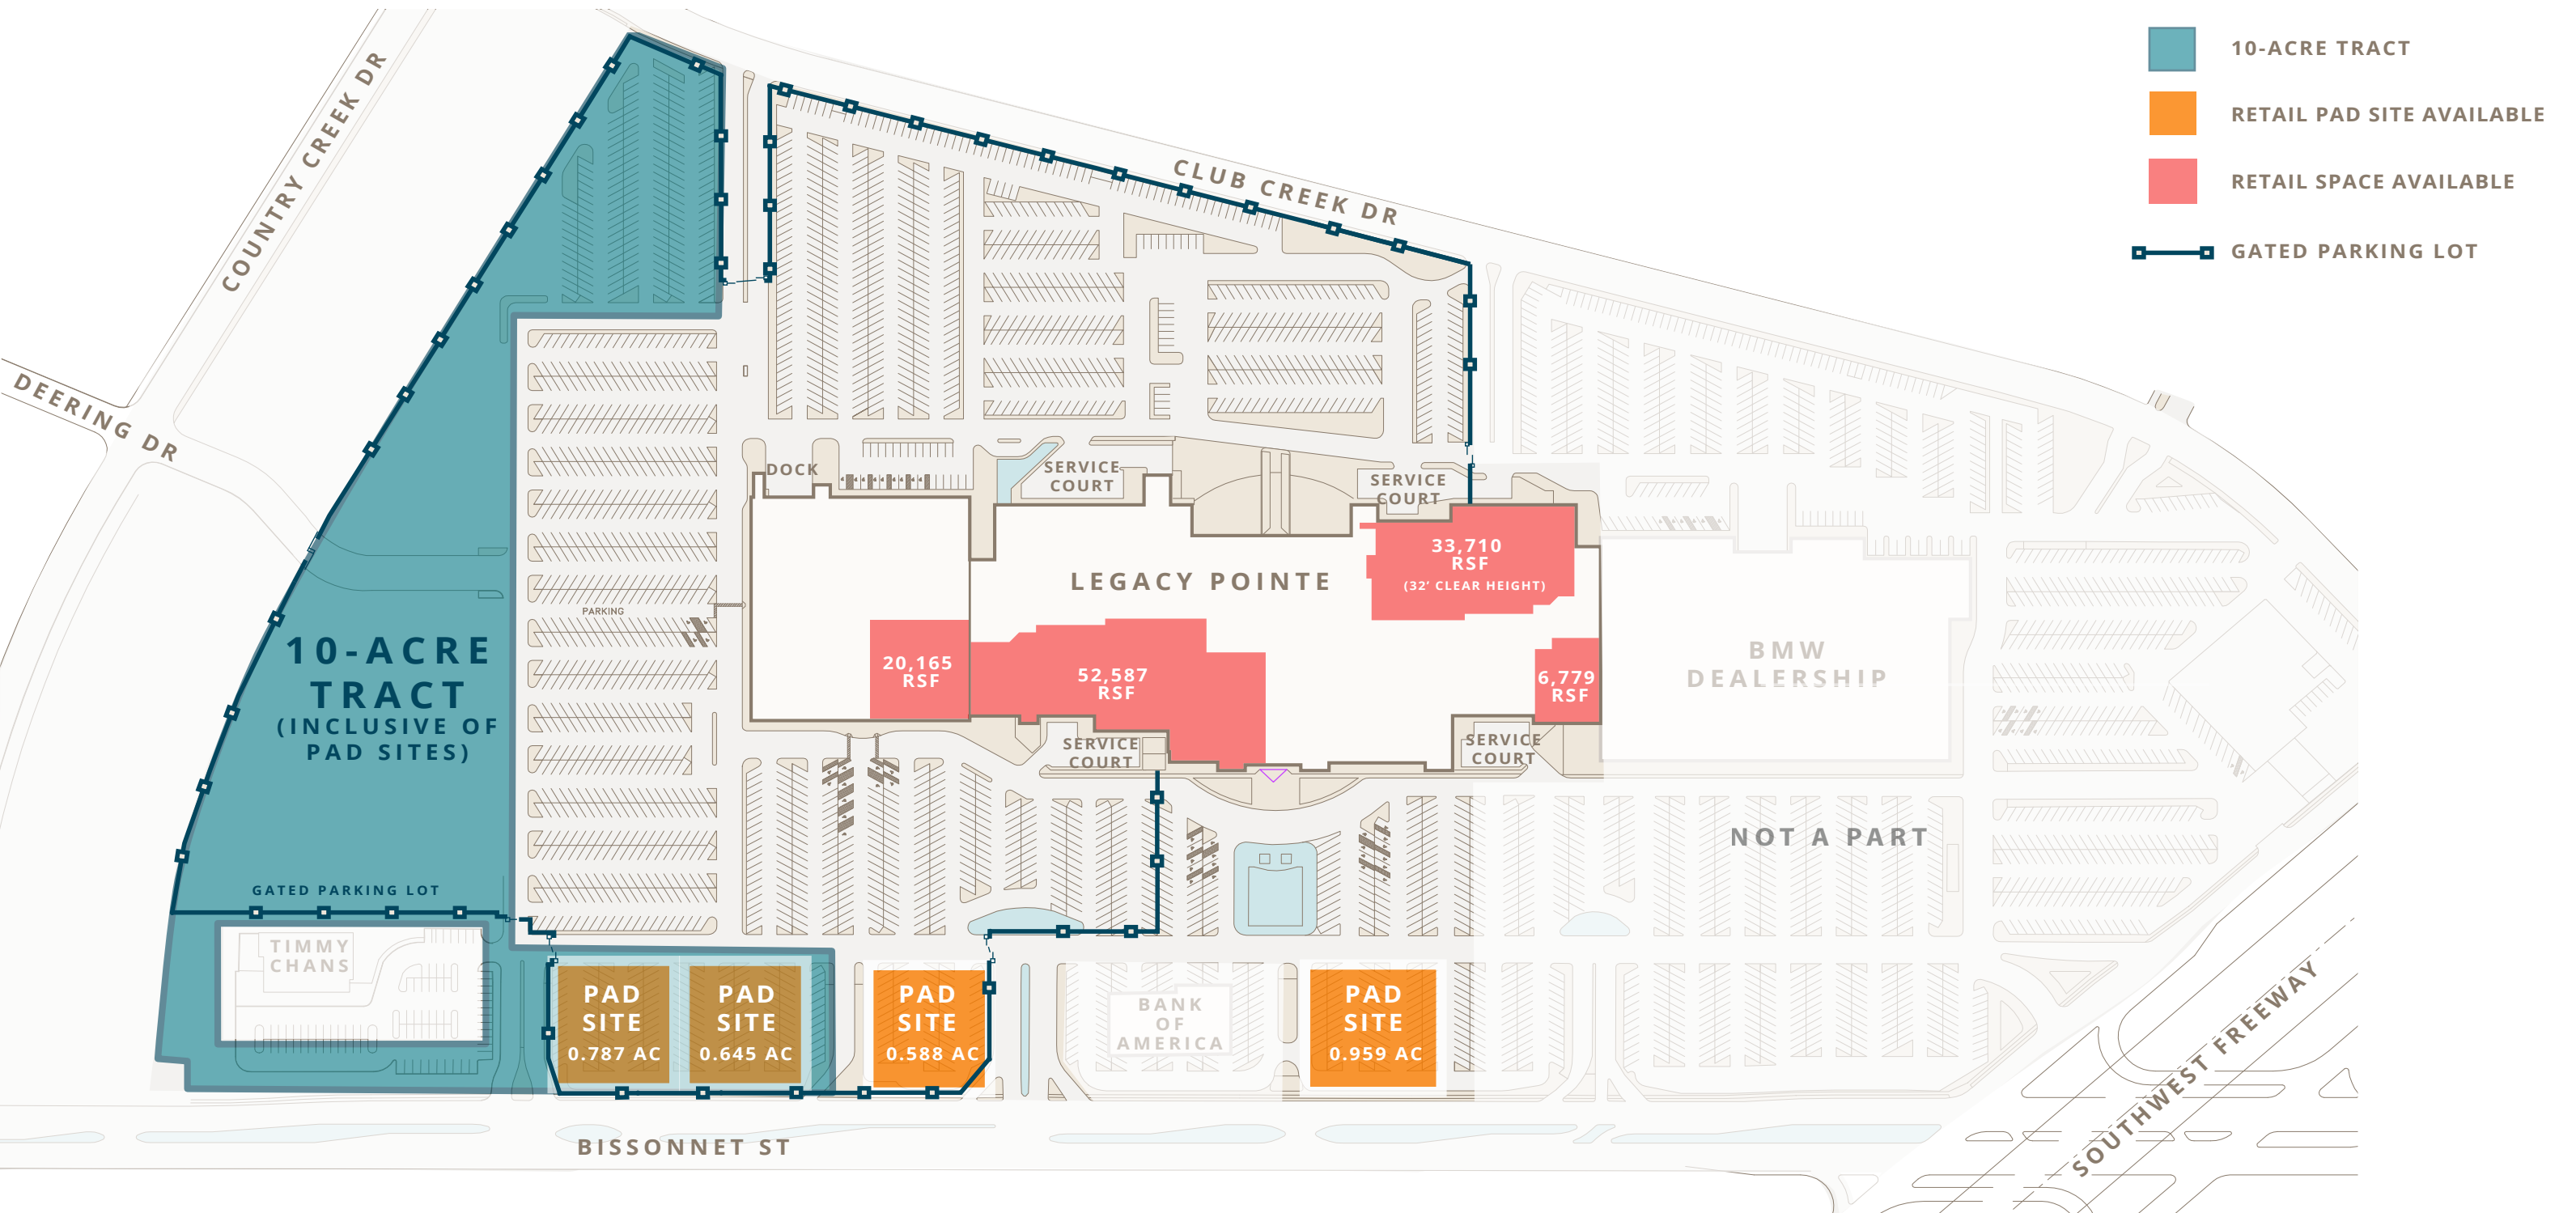 10-ACRE TRACT
RETAIL PAD SITE AVAILABLE
RETAIL SPACE AVAILABLE
GATED PARKING LOT
COUNTRY CREEK DR
CLUB CREEK DR
DEERING DR
DOCK
SERVICE
COURT
SERVICE
COURT
33,710
RSF
(32' CLEAR HEIGHT)
LEGACY POINTE
PARKING
10-ACRE
TRACT
(INCLUSIVE OF
PAD SITES)
20,165
RSF
52,587
RSF
6,779
RSF
BMW
DEALERSHIP
SERVICE
COURT
SERVICE
COURT
NOT A PART
GATED PARKING LOT
TIMMY
CHANS
PAD
SITE
0.787 AC
PAD
SITE
0.645 AC
PAD
SITE
0.588 AC
BANK
OF
AMERICA
PAD
SITE
0.959 AC
SOUTHWEST FREEWAY
BISSONNET ST